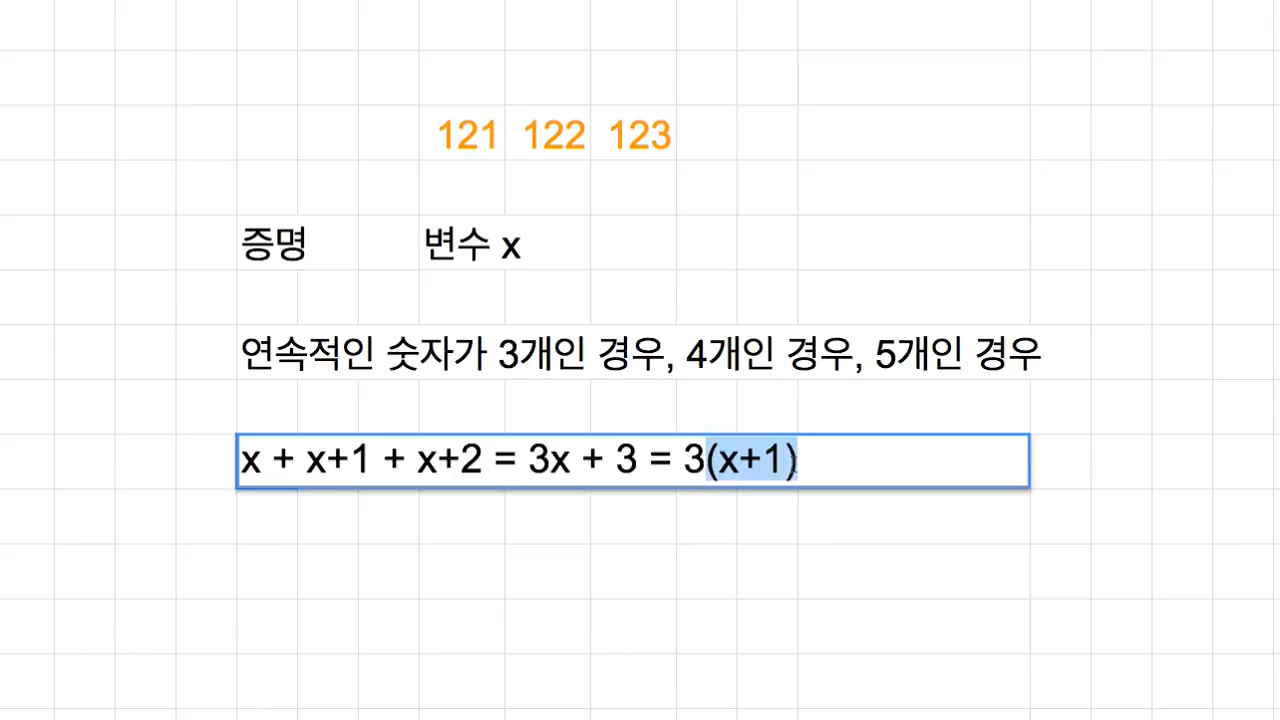 121 122 123
증명 변수 x
연속적인 숫자가 3개인 경우, 4개인 경우, 5개인 경우
x + x+1 + x+2 = 3x + 3 = 3(x+1)